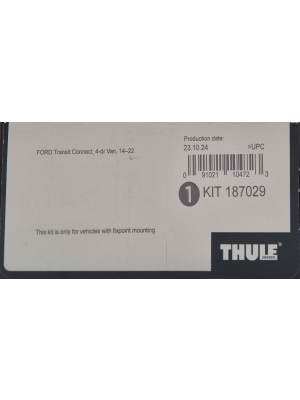 Production date:
23.10.24 >UPC
FORD Transit Connect, 4-dr Van, 14–22
0 91021 10472 3
1 KIT 187029
This kit is only for vehicles with fixpoint mounting.
THULE
SWEDEN